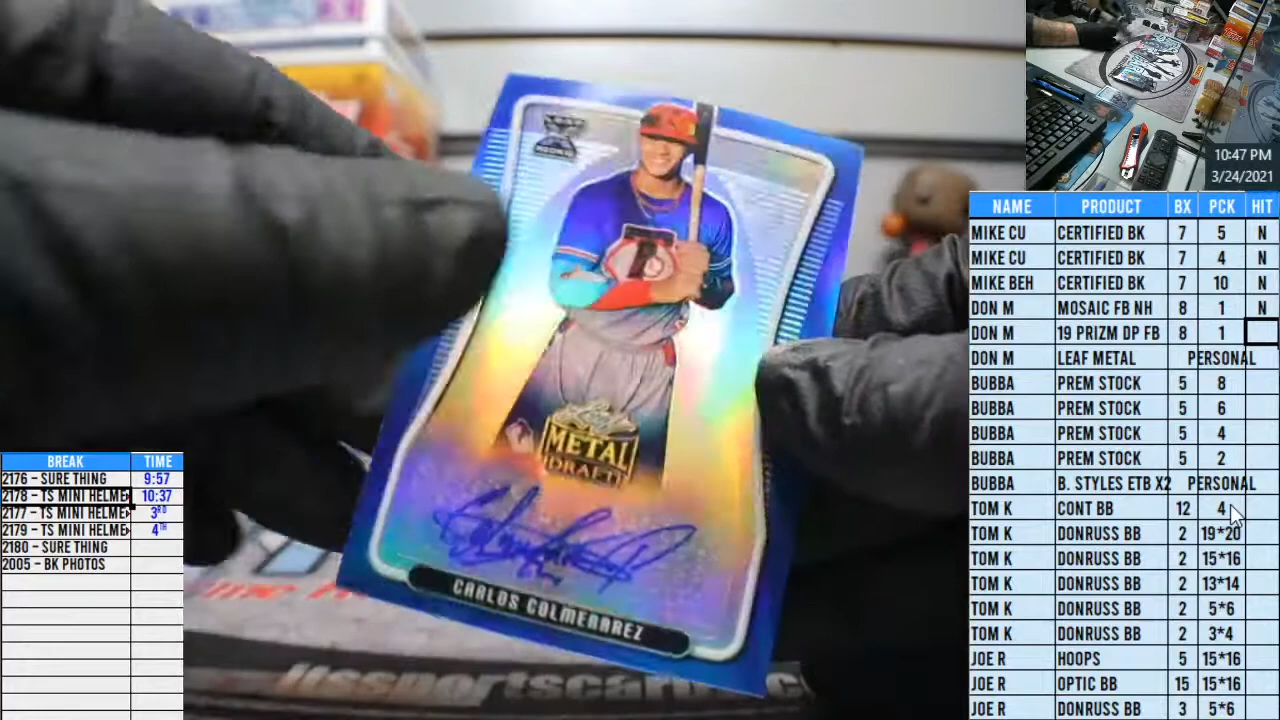 LEAF
METAL
DRAFT
CARLOS COLMENAREZ
10:47 PM
3/24/2021
NAME PRODUCT BX PCK HIT
MIKE CU CERTIFIED BK 7 5 N
MIKE CU CERTIFIED BK 7 4 N
MIKE BEH CERTIFIED BK 7 10 N
DON M MOSAIC FB NH 8 1 N
DON M 19 PRIZM DP FB 8 1
DON M LEAF METAL PERSONAL
BUBBA PREM STOCK 5 8
BUBBA PREM STOCK 5 6
BUBBA PREM STOCK 5 4
BUBBA PREM STOCK 5 2
BUBBA B. STYLES ETB X2 PERSONAL
TOM K CONT BB 12 4
TOM K DONRUSS BB 2 19*20
TOM K DONRUSS BB 2 15*16
TOM K DONRUSS BB 2 13*14
TOM K DONRUSS BB 2 5*6
TOM K DONRUSS BB 2 3*4
JOE R HOOPS 5 15*16
JOE R OPTIC BB 15 15*16
JOE R DONRUSS BB 3 5*6
BREAK TIME
2176 – SURE THING 9:57
2178 – TS MINI HELME 10:37
2177 – TS MINI HELME 3RD
2179 – TS MINI HELME 4TH
2180 – SURE THING
2005 – BK PHOTOS